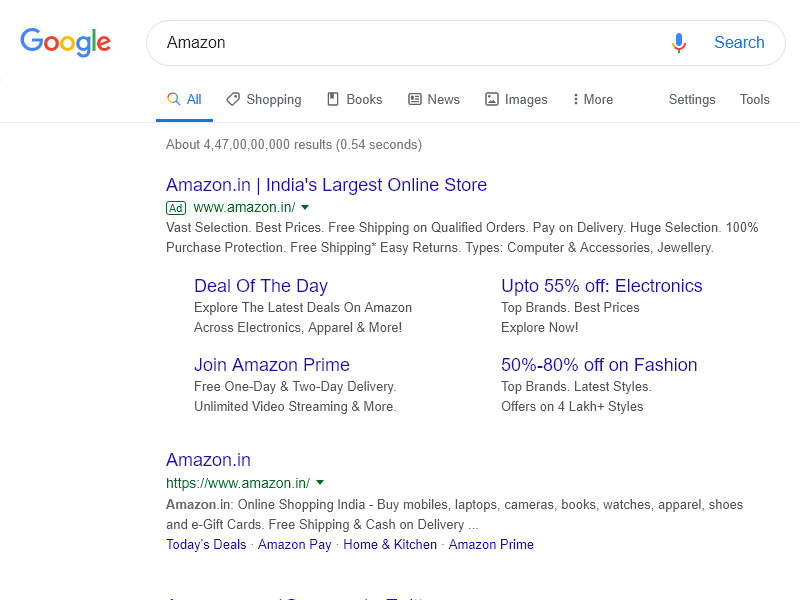 Google
Amazon
Search
All Shopping Books News Images More Settings Tools
About 4,47,00,00,000 results (0.54 seconds)
Amazon.in | India's Largest Online Store
Ad www.amazon.in/
Vast Selection. Best Prices. Free Shipping on Qualified Orders. Pay on Delivery. Huge Selection. 100%
Purchase Protection. Free Shipping* Easy Returns. Types: Computer & Accessories, Jewellery.
Deal Of The Day
Explore The Latest Deals On Amazon
Across Electronics, Apparel & More!
Upto 55% off: Electronics
Top Brands. Best Prices
Explore Now!
Join Amazon Prime
Free One-Day & Two-Day Delivery.
Unlimited Video Streaming & More.
50%-80% off on Fashion
Top Brands. Latest Styles.
Offers on 4 Lakh+ Styles
Amazon.in
https://www.amazon.in/
Amazon.in: Online Shopping India - Buy mobiles, laptops, cameras, books, watches, apparel, shoes
and e-Gift Cards. Free Shipping & Cash on Delivery ...
Today's Deals · Amazon Pay · Home & Kitchen · Amazon Prime